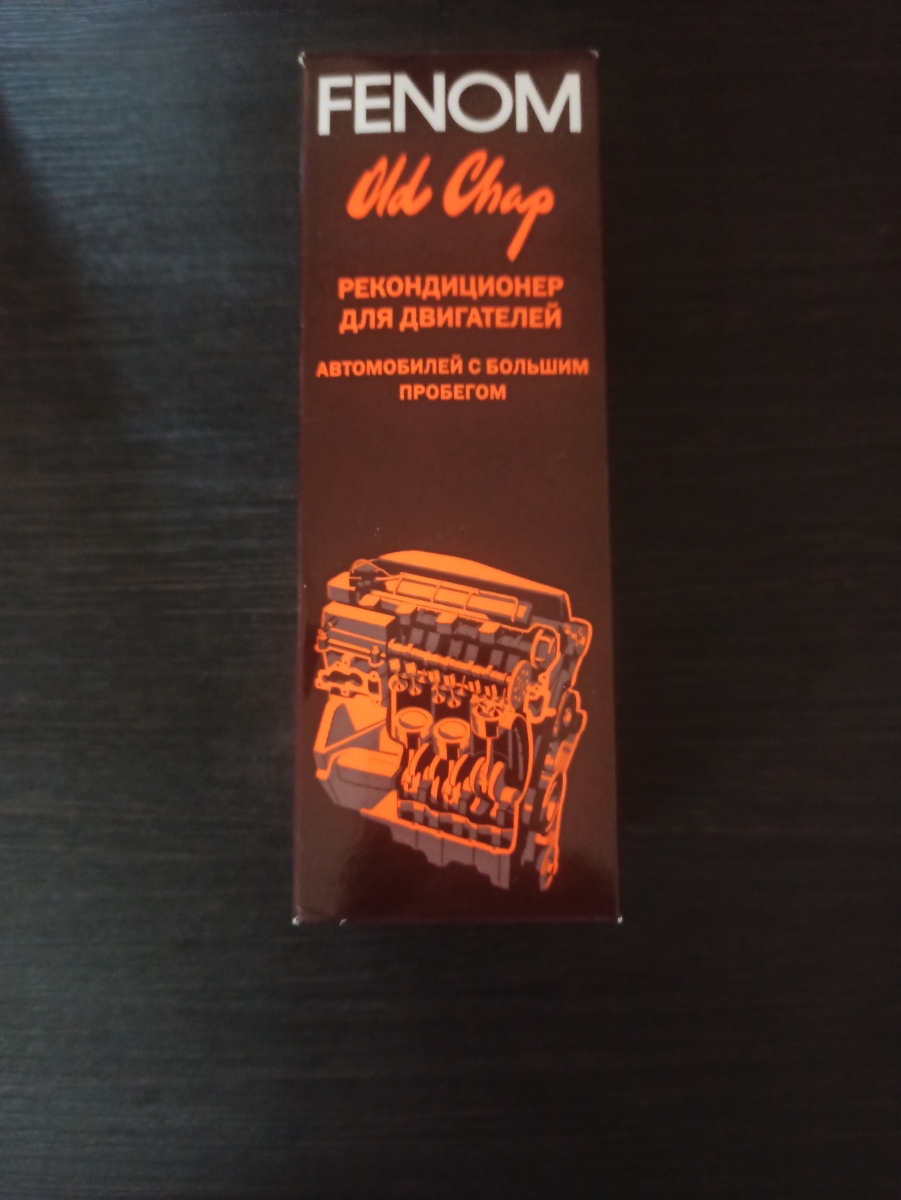 FENOM
Old Chap
РЕКОНДИЦИОНЕР
ДЛЯ ДВИГАТЕЛЕЙ
АВТОМОБИЛЕЙ С БОЛЬШИМ
ПРОБЕГОМ